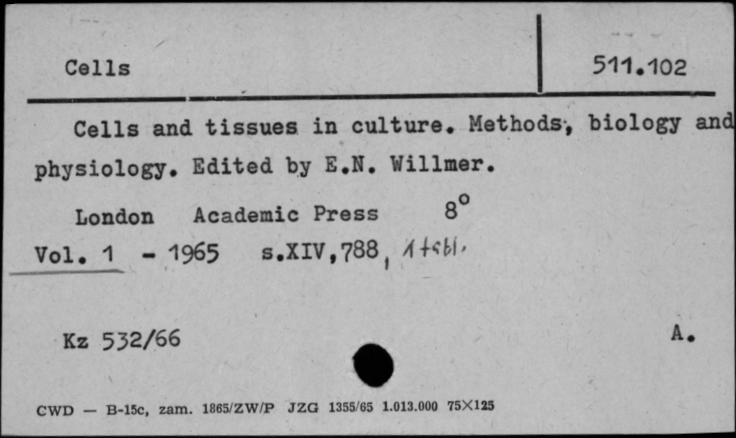 Cells 511.102
Cells and tissues in culture. Methods, biology and
physiology. Edited by E.N. Willmer.
London Academic Press 8°
Vol. 1 - 1965 s.XIV,788,
Kz 532/66 A.
CWD — B-15c, zam. 1865/ZW/P JZG 1355/65 1.013.000 75×125